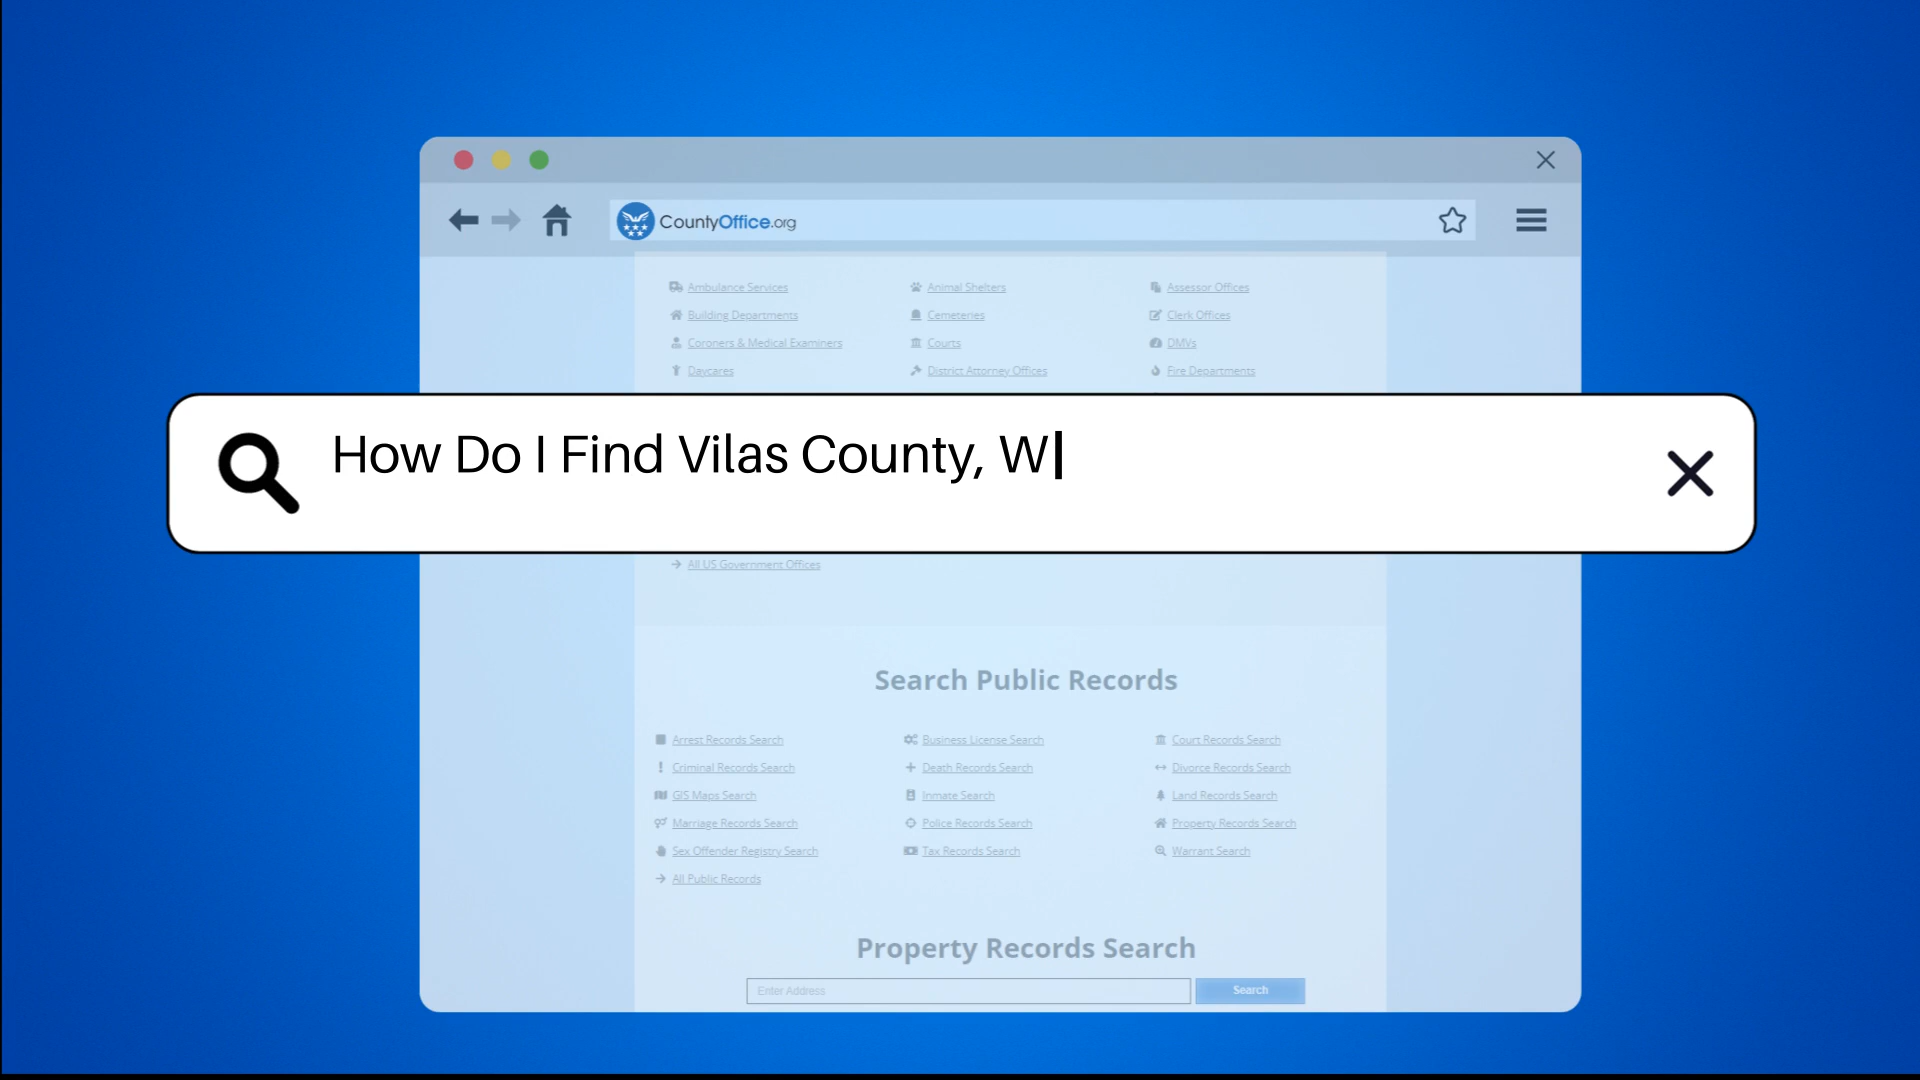 CountyOffice.org
Ambulance Services Animal Shelters Assessor Offices
Building Departments Cemeteries Clerk Offices
Coroners & Medical Examiners Courts DMVs
Daycares District Attorney Offices Fire Departments
How Do I Find Vilas County, W
All US Government Offices
Search Public Records
Arrest Records Search Business License Search Court Records Search
Criminal Records Search Death Records Search Divorce Records Search
GIS Maps Search Inmate Search Land Records Search
Marriage Records Search Police Records Search Property Records Search
Sex Offender Registry Search Tax Records Search Warrant Search
All Public Records
Property Records Search
Enter Address Search